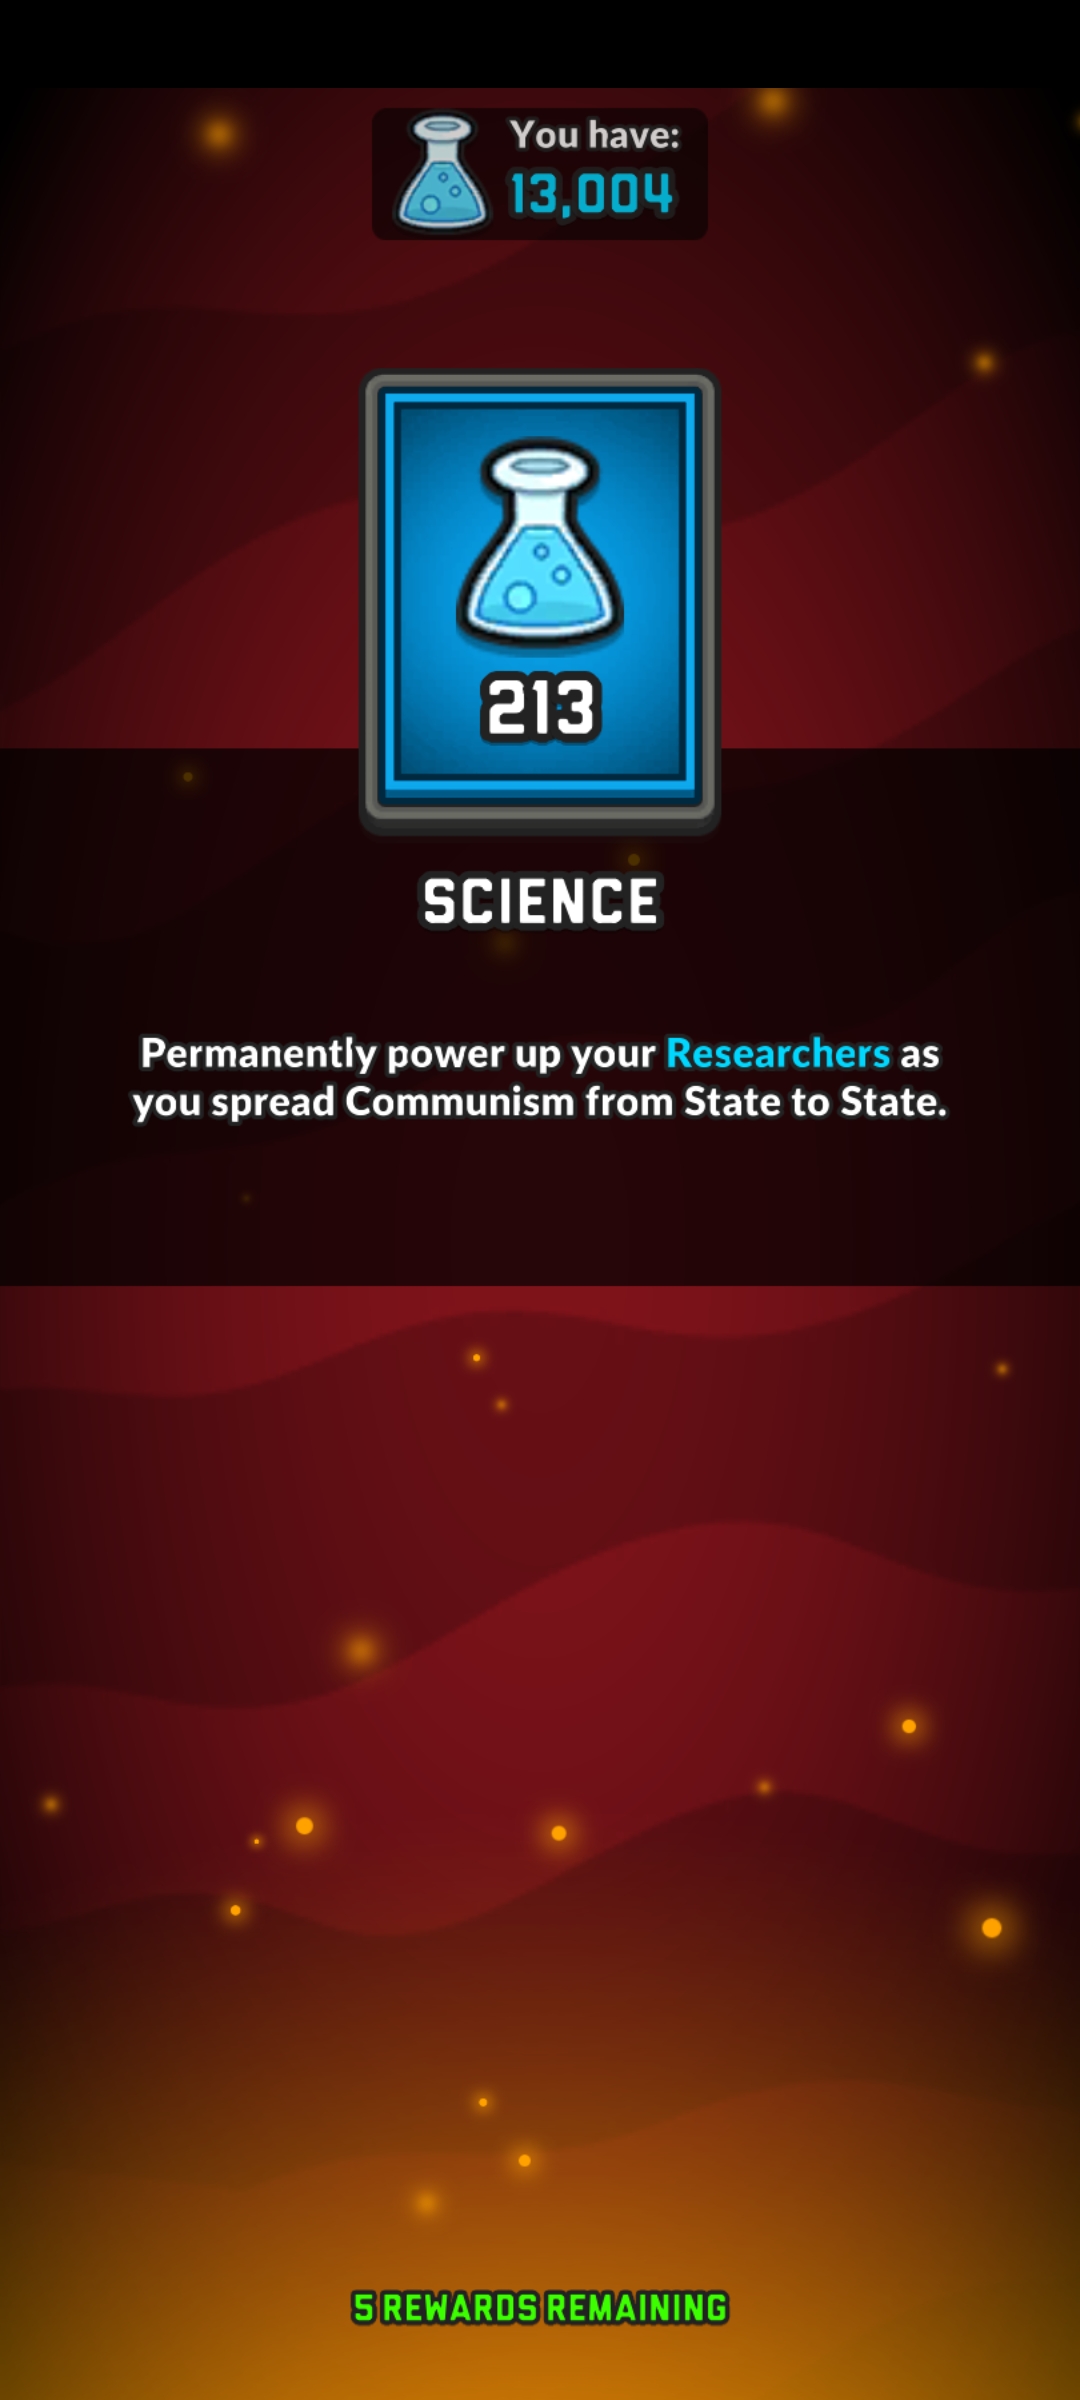 You have:
13,004
213
SCIENCE
Permanently power up your Researchers as
you spread Communism from State to State.
5 REWARDS REMAINING